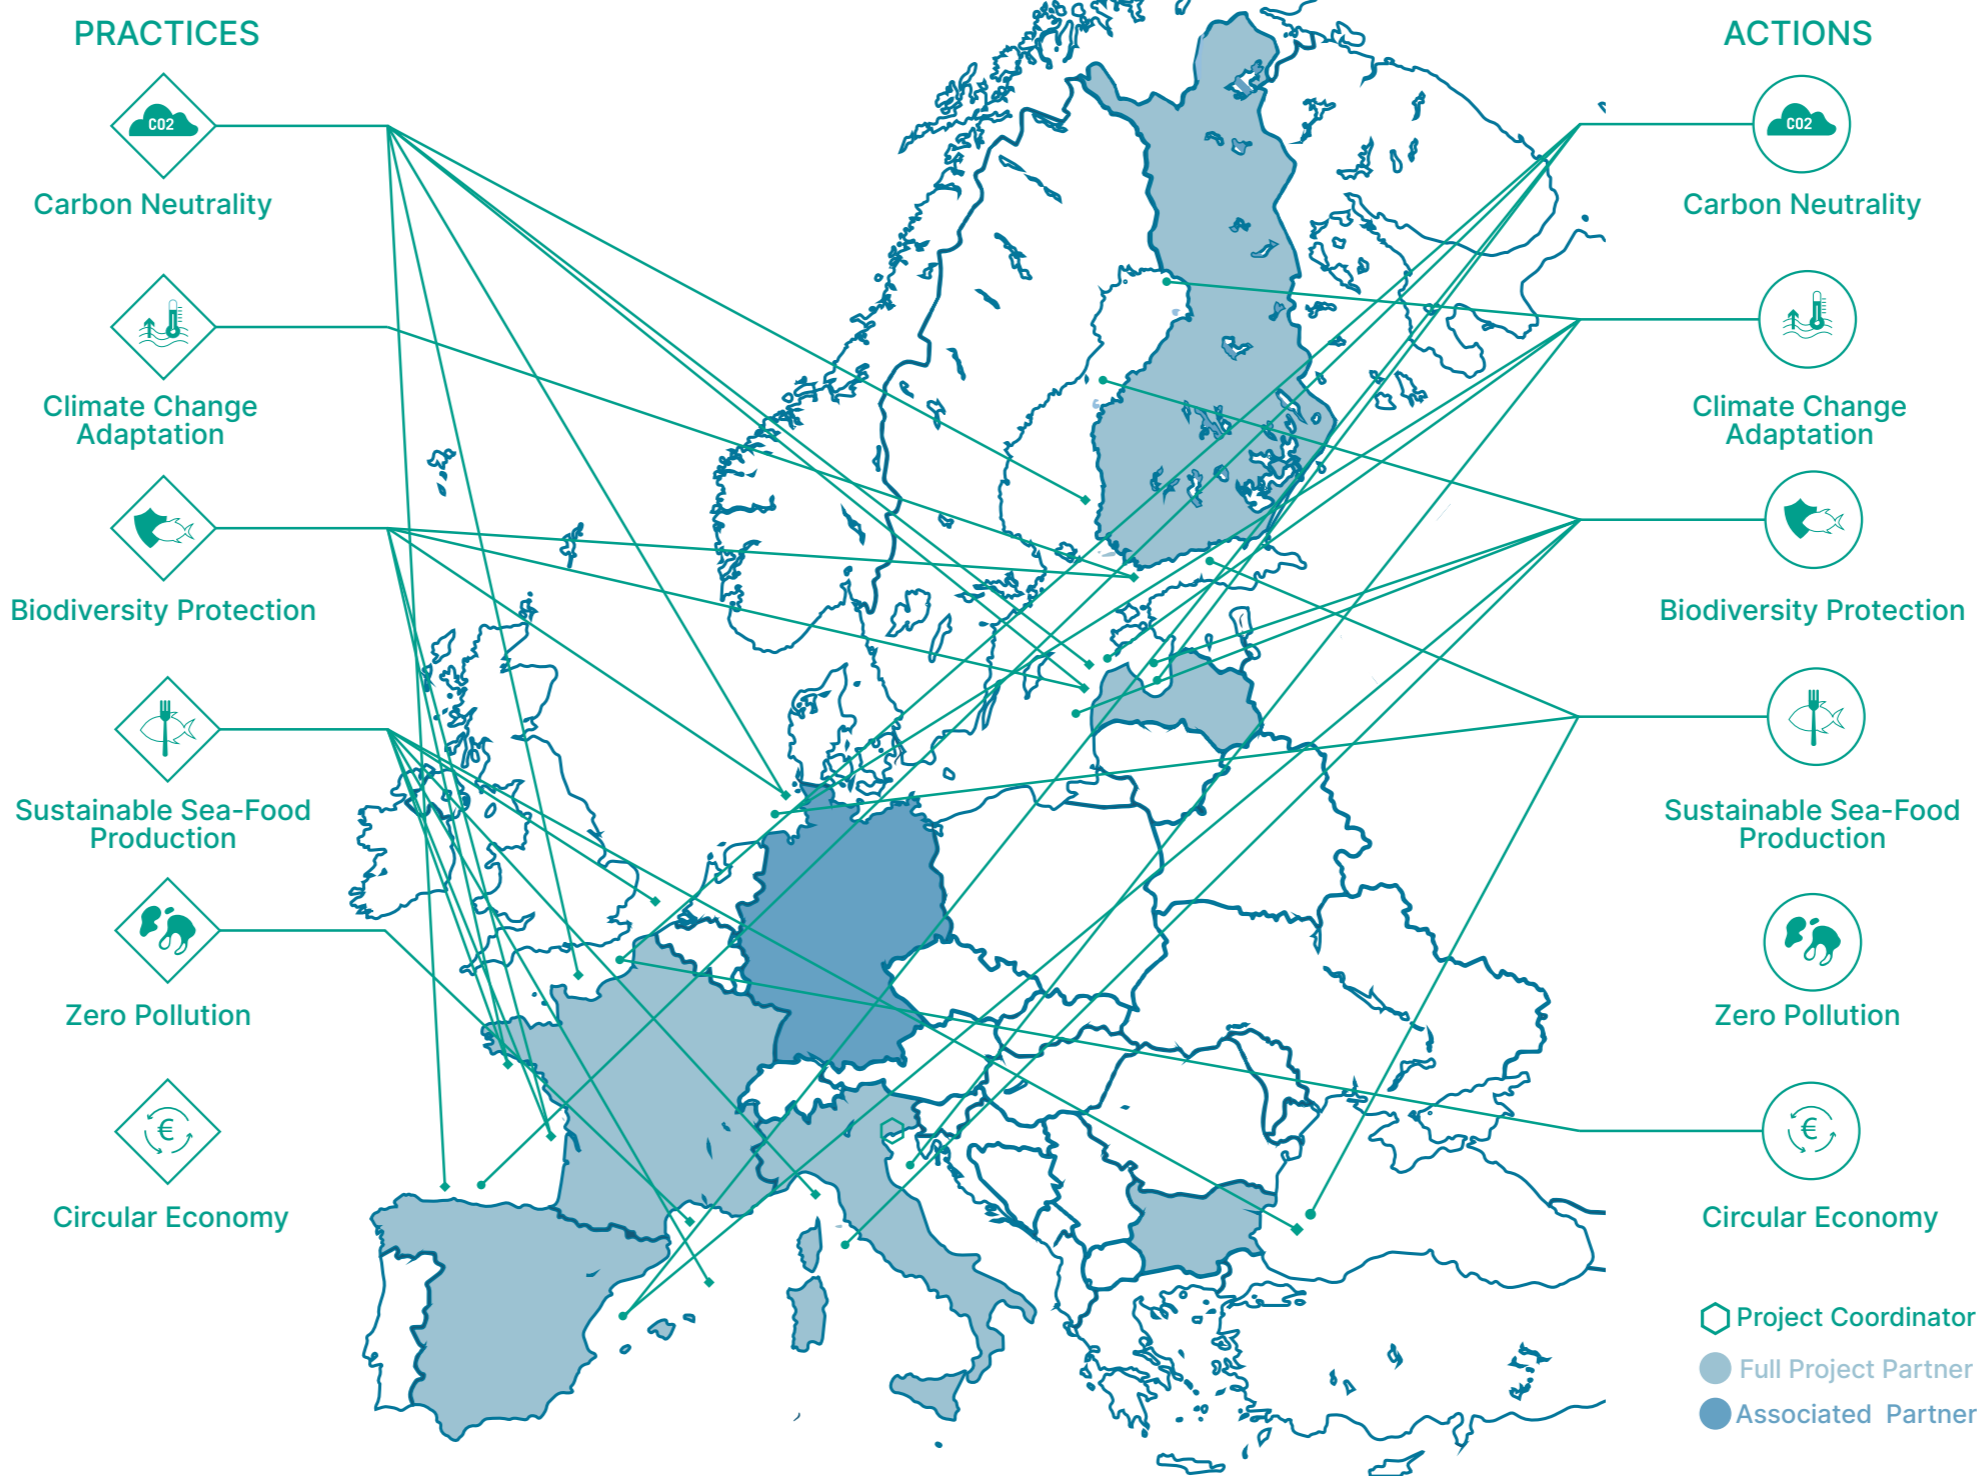 PRACTICES
CO2
Carbon Neutrality
Climate Change
Adaptation
Biodiversity Protection
Sustainable Sea-Food
Production
Zero Pollution
€
Circular Economy
ACTIONS
CO2
Carbon Neutrality
Climate Change
Adaptation
Biodiversity Protection
Sustainable Sea-Food
Production
Zero Pollution
€
Circular Economy
Project Coordinator
Full Project Partner
Associated Partner